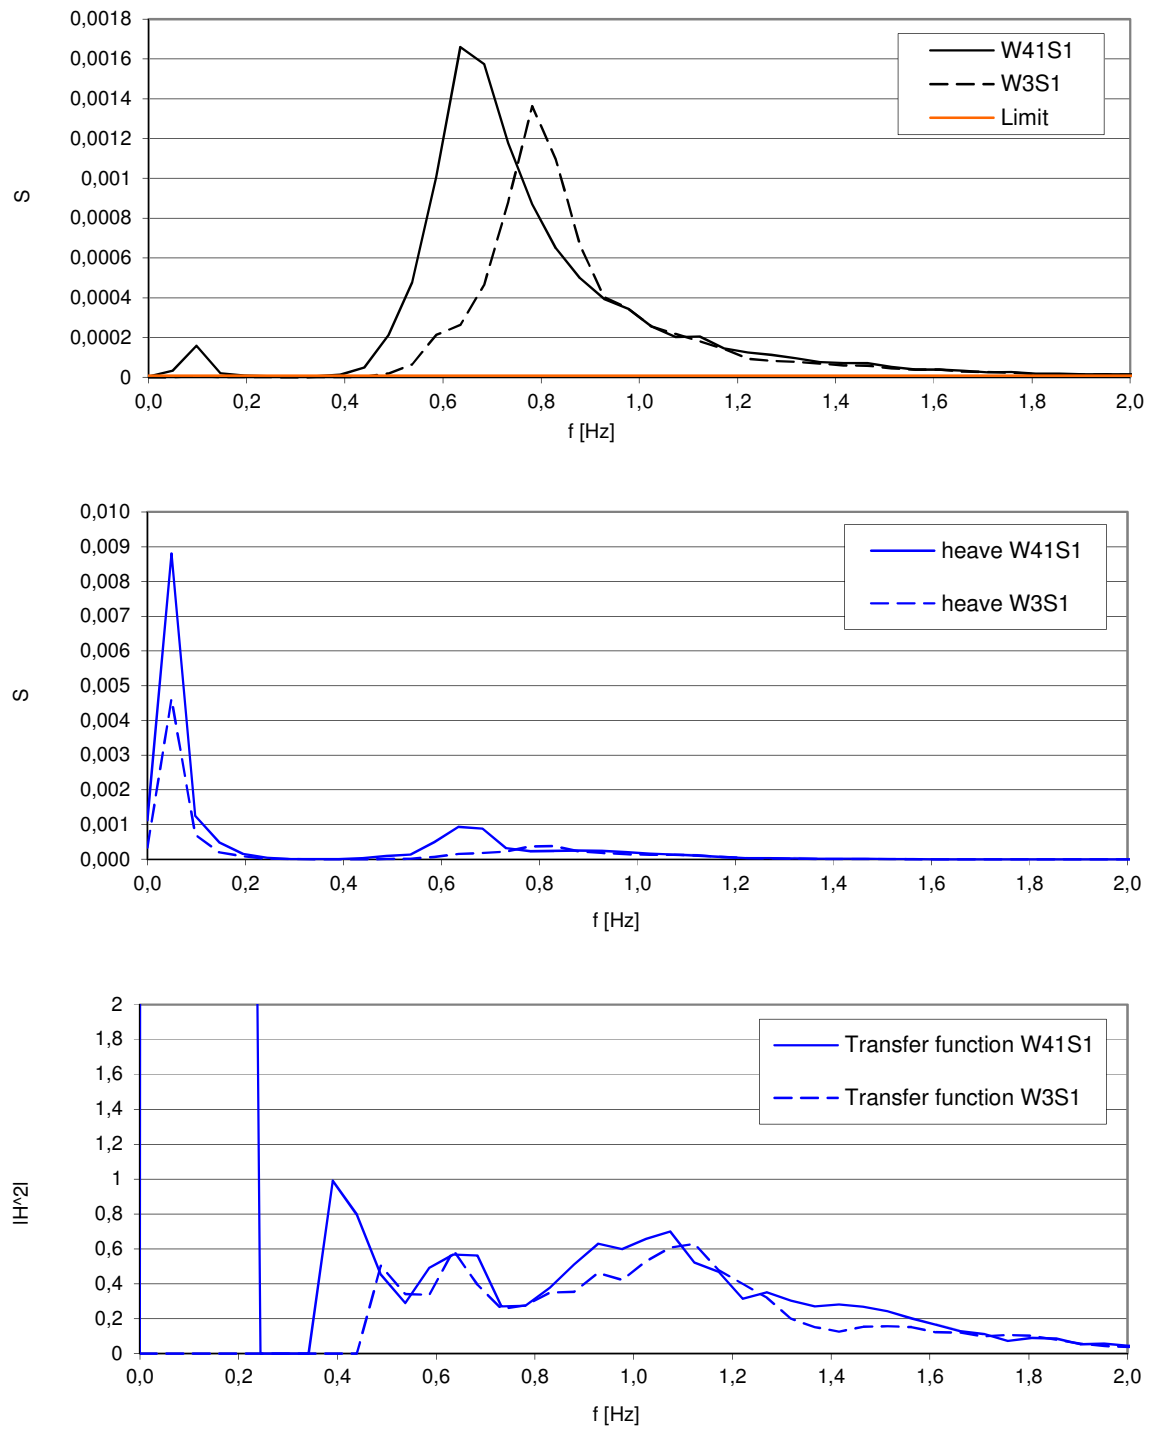 0,0018
0,0016
0,0014
0,0012
0,001
0,0008
0,0006
0,0004
0,0002
0
S
W41S1
W3S1
Limit
0,0 0,2 0,4 0,6 0,8 1,0 1,2 1,4 1,6 1,8 2,0
f [Hz]
0,010
0,009
0,008
0,007
0,006
0,005
0,004
0,003
0,002
0,001
0,000
S
heave W41S1
heave W3S1
0,0 0,2 0,4 0,6 0,8 1,0 1,2 1,4 1,6 1,8 2,0
f [Hz]
2
1,8
1,6
1,4
1,2
1
0,8
0,6
0,4
0,2
0
|H^2|
Transfer function W41S1
Transfer function W3S1
0,0 0,2 0,4 0,6 0,8 1,0 1,2 1,4 1,6 1,8 2,0
f [Hz]